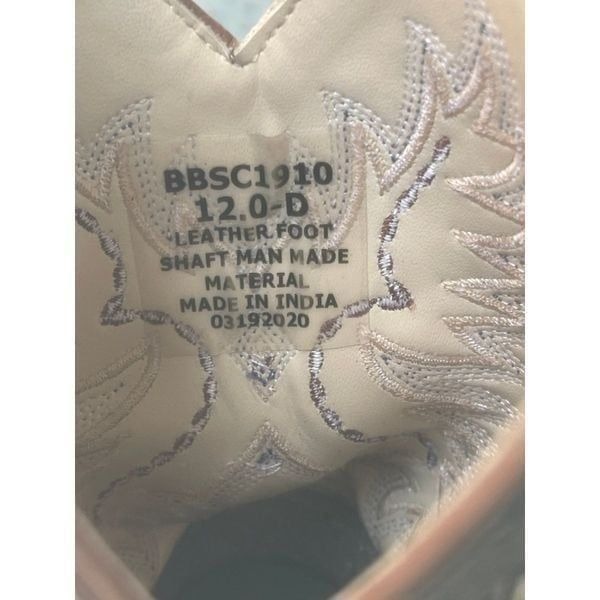 BBSC1910
12.0-D
LEATHER FOOT
SHAFT MAN MADE
MATERIAL
MADE IN INDIA
03192020